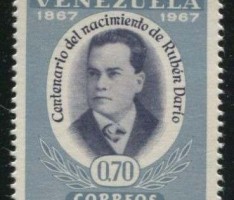 VENEZUELA
1867 1967
Centenario del nacimiento de Rubén Darío
0.70
CORREOS